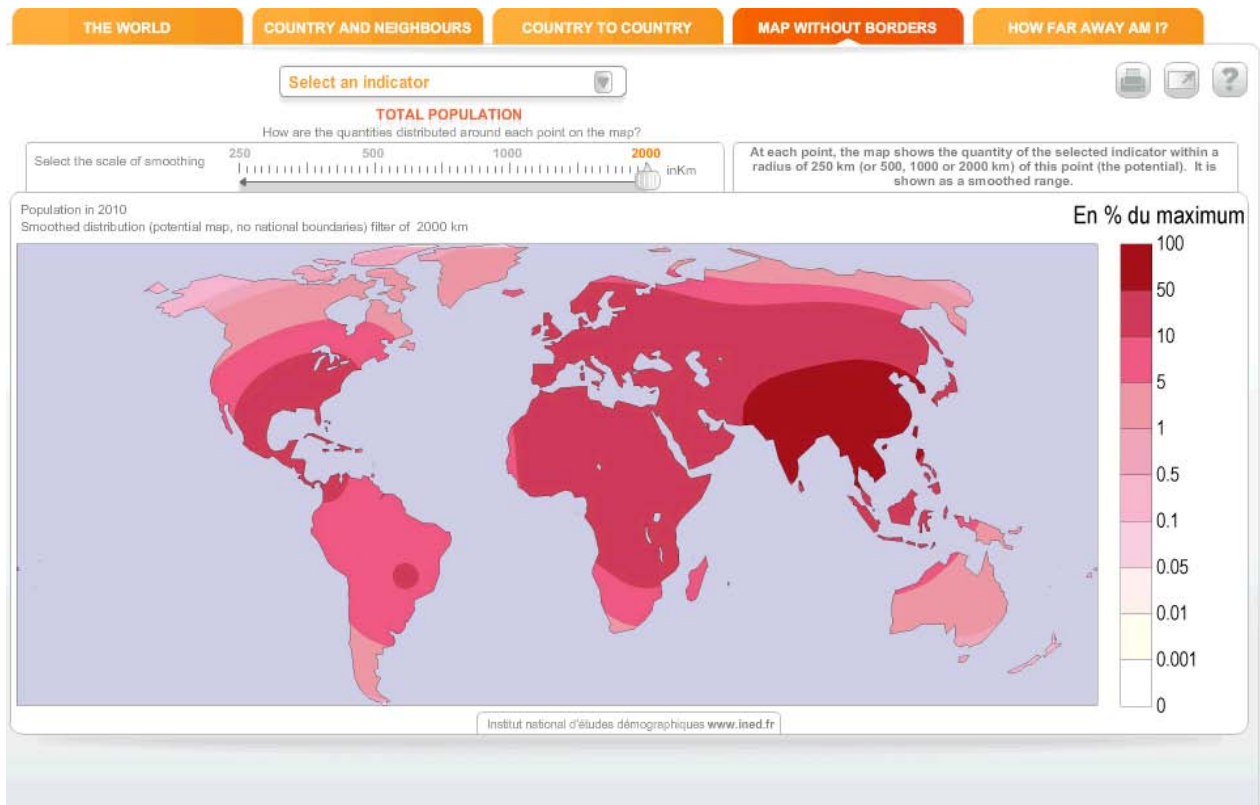 THE WORLD
COUNTRY AND NEIGHBOURS
COUNTRY TO COUNTRY
MAP WITHOUT BORDERS
HOW FAR AWAY AM I?
Select an indicator
?
TOTAL POPULATION
How are the quantities distributed around each point on the map?
Select the scale of smoothing
250
500
1000
2000
inKm
At each point, the map shows the quantity of the selected indicator within a
radius of 250 km (or 500, 1000 or 2000 km) of this point (the potential). It is
shown as a smoothed range.
Population in 2010
Smoothed distribution (potential map, no national boundaries) filter of 2000 km
En % du maximum
100
50
10
5
1
0.5
0.1
0.05
0.01
0.001
0
Institut national d'études démographiques www.ined.fr